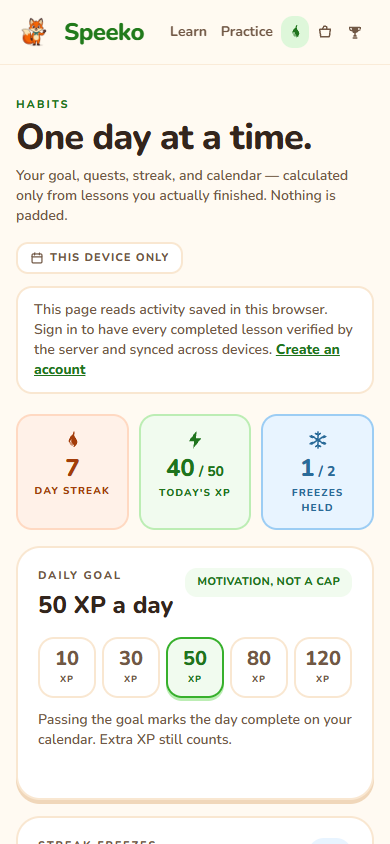 Speeko
Learn Practice
HABITS
One day at a time.
Your goal, quests, streak, and calendar — calculated
only from lessons you actually finished. Nothing is
padded.
THIS DEVICE ONLY
This page reads activity saved in this browser.
Sign in to have every completed lesson verified by
the server and synced across devices. Create an
account
7
DAY STREAK
40 / 50
TODAY'S XP
1 / 2
FREEZES
HELD
DAILY GOAL
MOTIVATION, NOT A CAP
50 XP a day
10 30 50 80 120
XP XP XP XP XP
Passing the goal marks the day complete on your
calendar. Extra XP still counts.
STREAK FREEZES